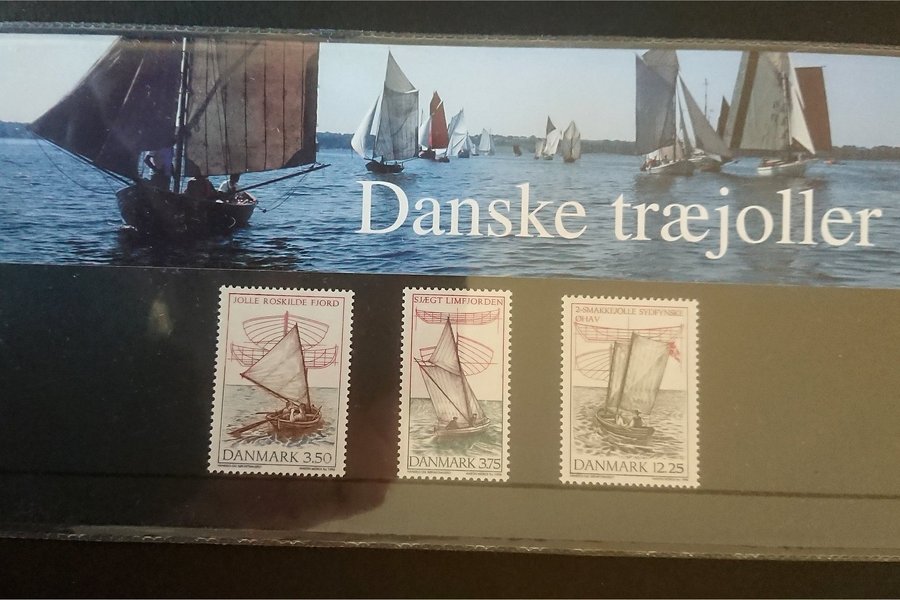 Danske træjoller
JOLLE ROSKILDE FJORD
DANMARK 3.50
SJÆGT LIMFJORDEN
DANMARK 3.75
2-SMAKKEJOLLE SYDFYNSKE
ØHAV
DANMARK 12.25